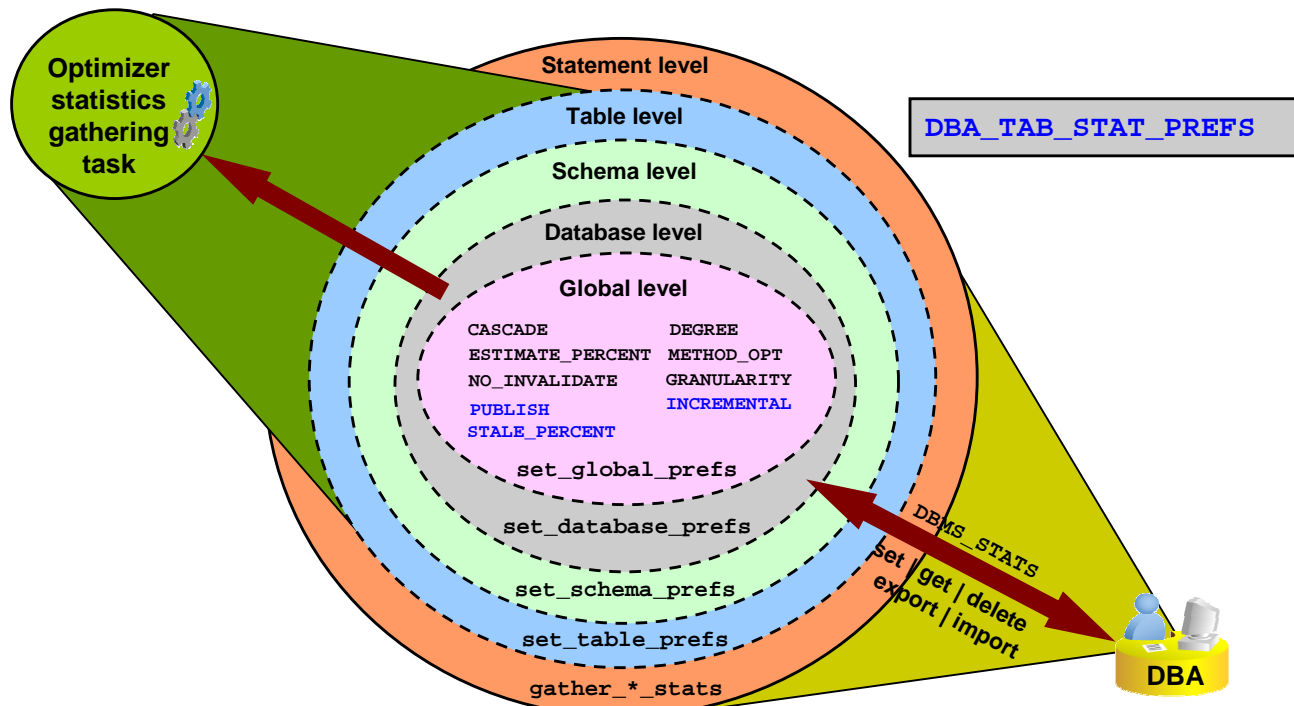 Optimizer
statistics
gathering
task
Statement level
Table level
Schema level
Database level
Global level
DBA_TAB_STAT_PREFS
CASCADE DEGREE
ESTIMATE_PERCENT METHOD_OPT
NO_INVALIDATE GRANULARITY
PUBLISH INCREMENTAL
STALE_PERCENT
set_global_prefs
set_database_prefs
set_schema_prefs
set_table_prefs
gather_*_stats
DBMS_STATS
set | get | delete
export | import
DBA